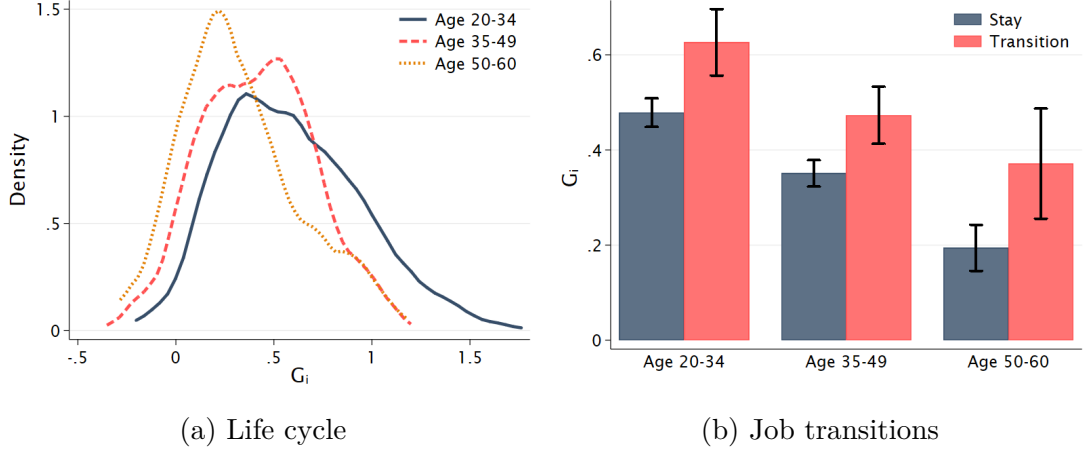 1.5
1
.5
0
Density
-.5
0
.5
1
1.5
Gᵢ
Age 20-34
Age 35-49
Age 50-60
(a) Life cycle
.6
.4
.2
0
Gᵢ
Stay
Transition
Age 20-34
Age 35-49
Age 50-60
(b) Job transitions